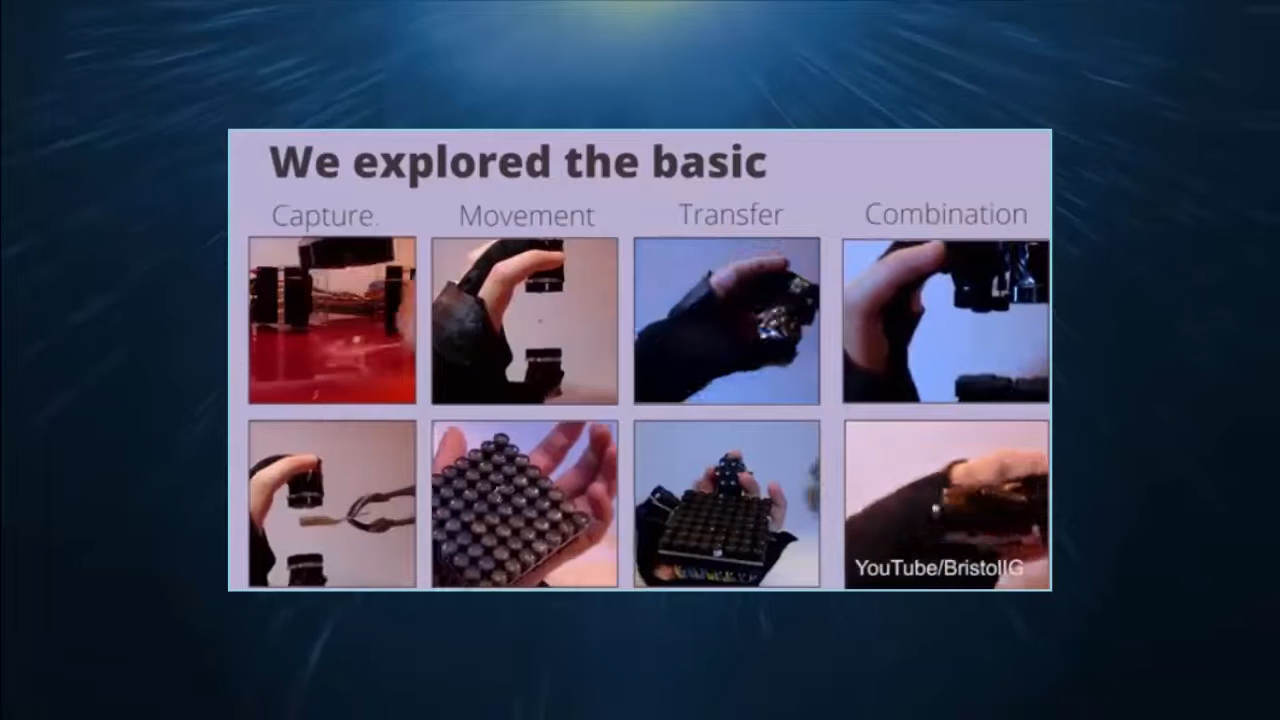 We explored the basic
Capture.
Movement
Transfer
Combination
YouTube/BristolIG